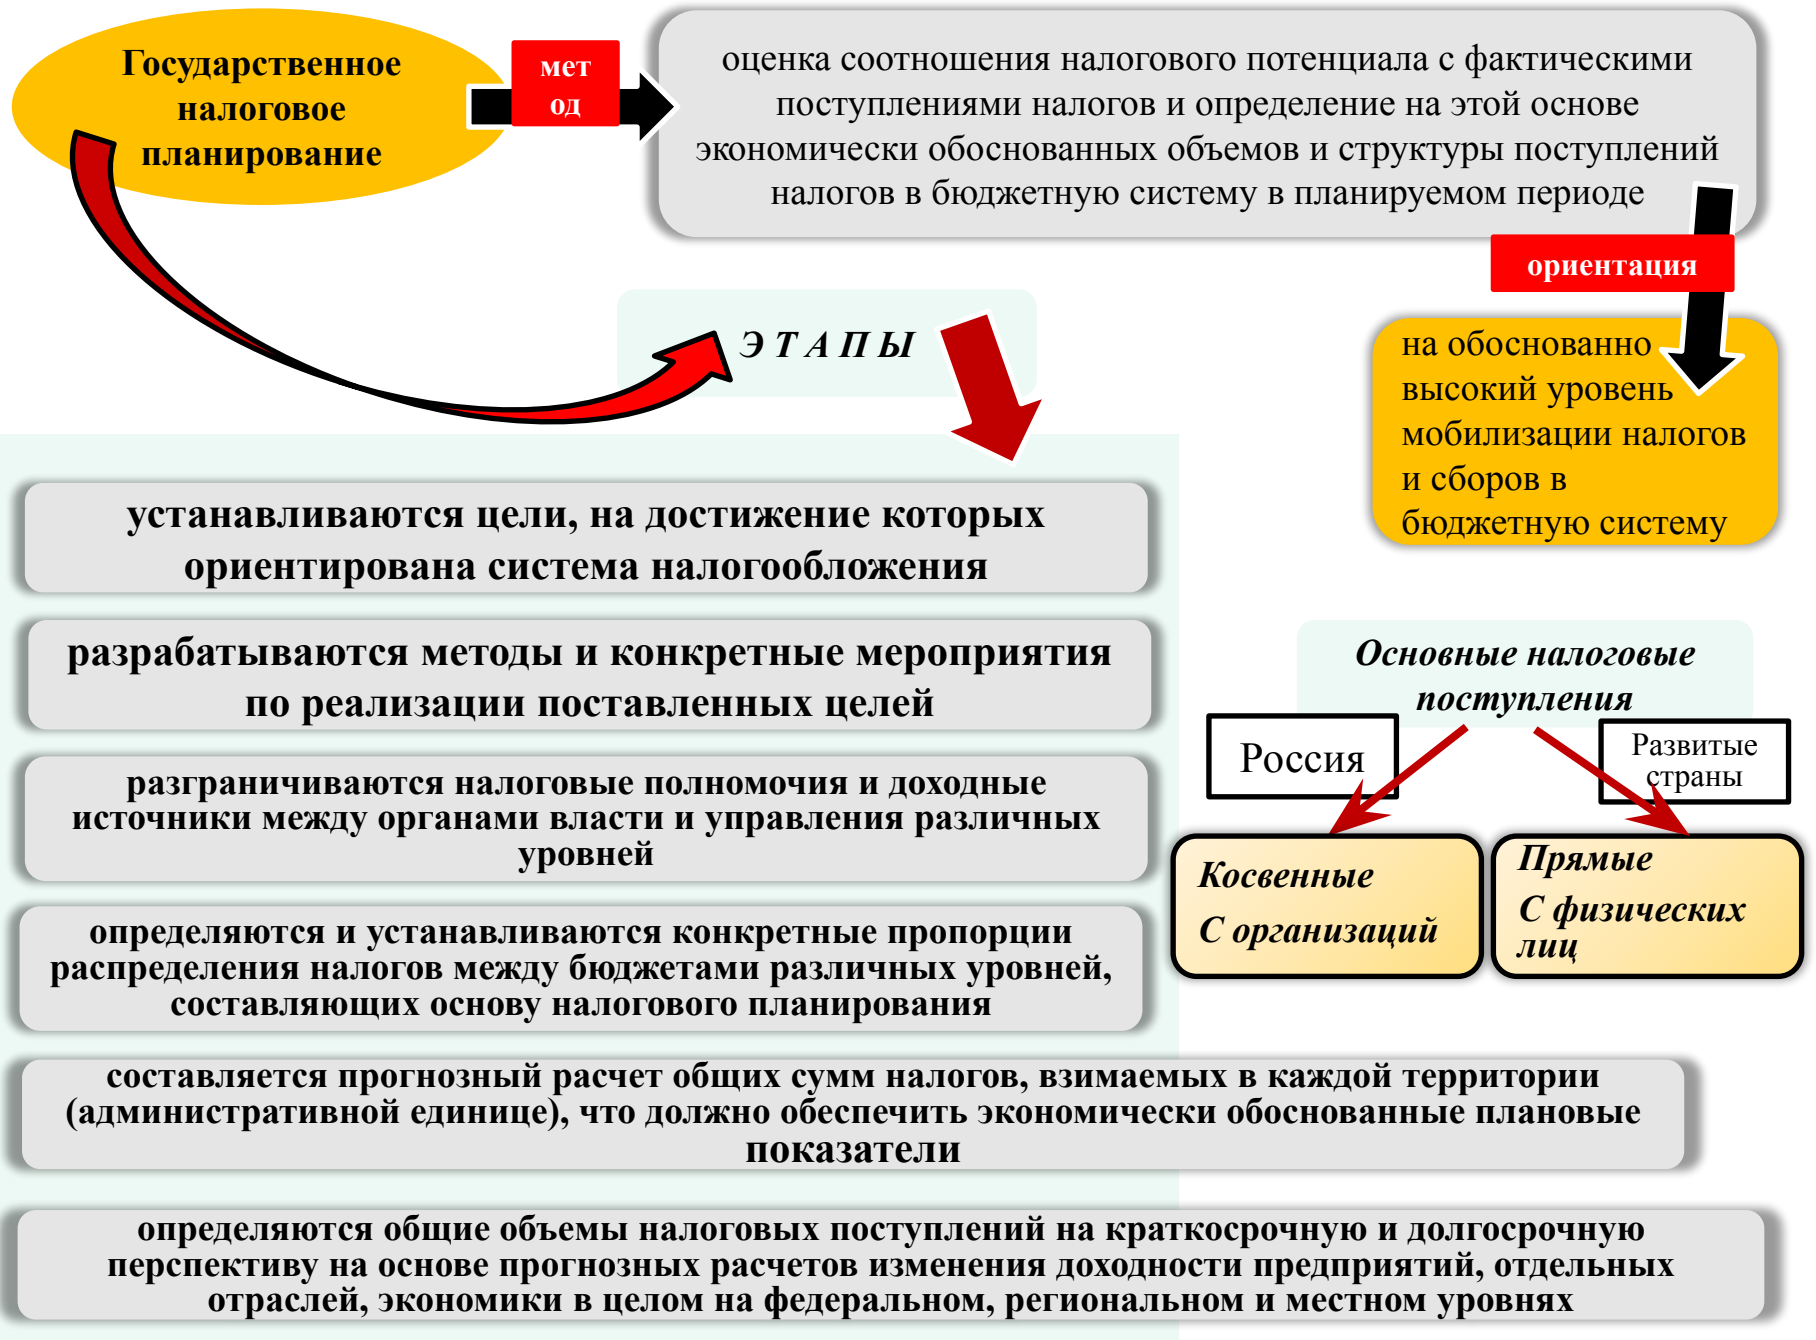 Государственное
налоговое
планирование
мет
од
оценка соотношения налогового потенциала с фактическими
поступлениями налогов и определение на этой основе
экономически обоснованных объемов и структуры поступлений
налогов в бюджетную систему в планируемом периоде
ориентация
на обоснованно
высокий уровень
мобилизации налогов
и сборов в
бюджетную систему
Э Т А П Ы
устанавливаются цели, на достижение которых
ориентирована система налогообложения
разрабатываются методы и конкретные мероприятия
по реализации поставленных целей
разграничиваются налоговые полномочия и доходные
источники между органами власти и управления различных
уровней
определяются и устанавливаются конкретные пропорции
распределения налогов между бюджетами различных уровней,
составляющих основу налогового планирования
составляется прогнозный расчет общих сумм налогов, взимаемых в каждой территории
(административной единице), что должно обеспечить экономически обоснованные плановые
показатели
определяются общие объемы налоговых поступлений на краткосрочную и долгосрочную
перспективу на основе прогнозных расчетов изменения доходности предприятий, отдельных
отраслей, экономики в целом на федеральном, региональном и местном уровнях
Основные налоговые
поступления
Россия
Развитые
страны
Косвенные
С организаций
Прямые
С физических
лиц